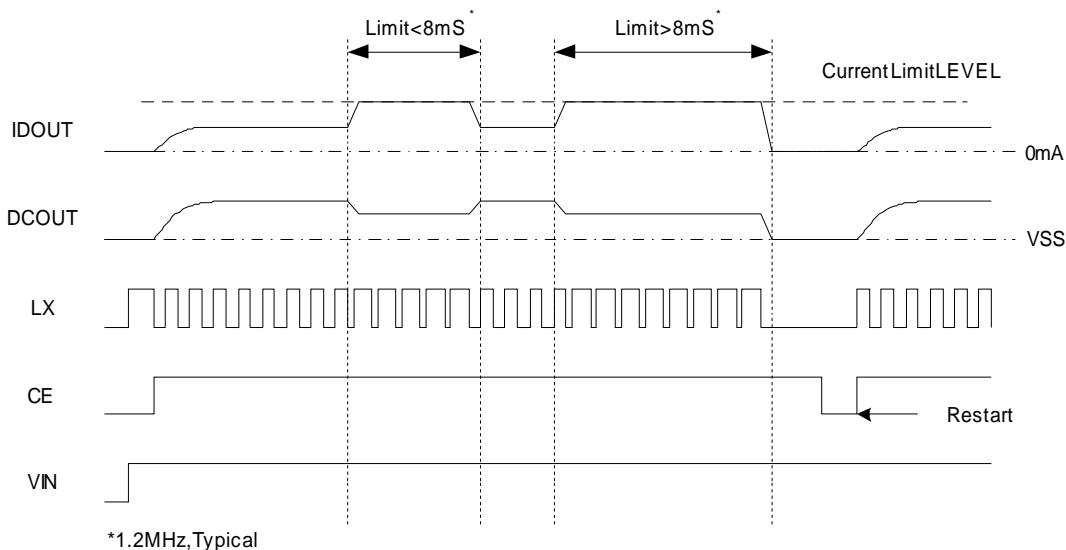 Limit<8mS*
Limit>8mS*
CurrentLimitLEVEL
IDOUT
0mA
DCOUT
VSS
LX
CE
Restart
VIN
*1.2MHz,Typical